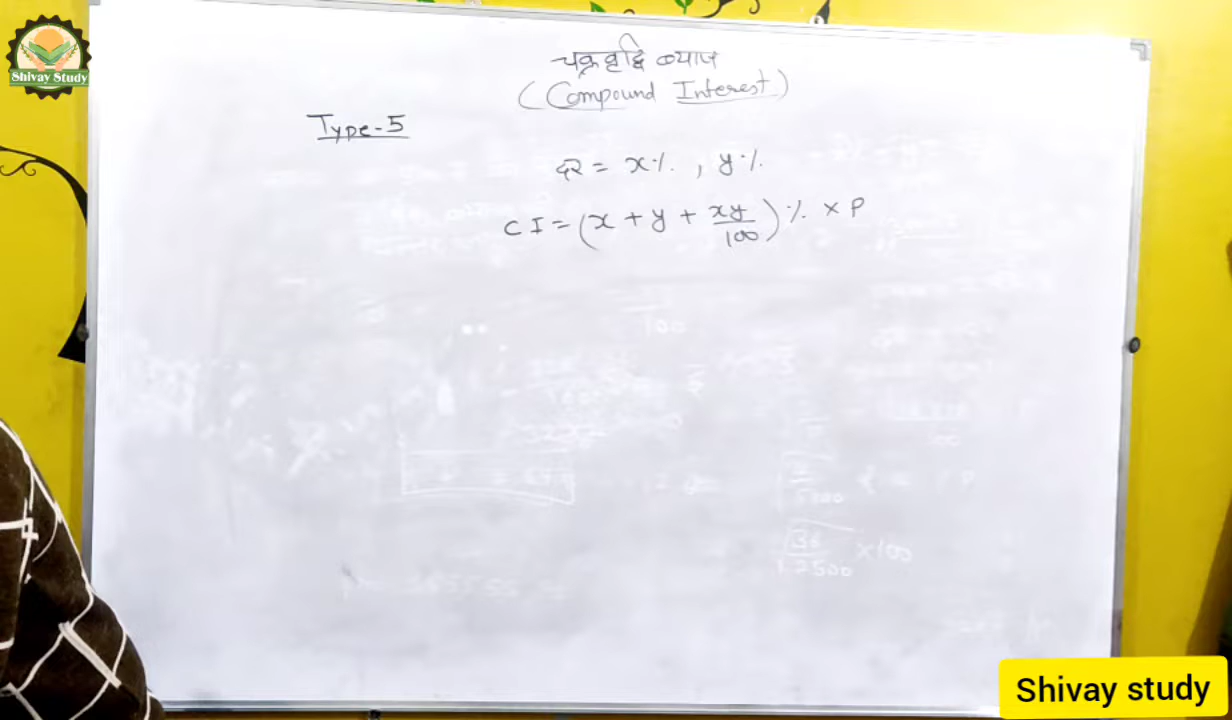 Shivay Study
चक्रवृद्धि ब्याज
(Compound Interest)
Type-5
दर = x%, y%
CI = (x + y + xy/100)% × P
Shivay study